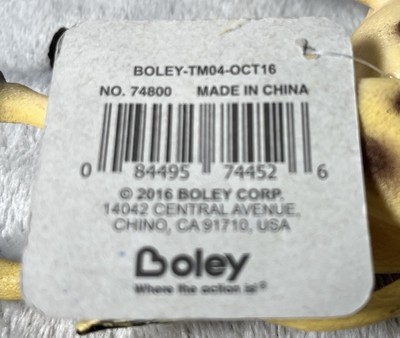 BOLEY-TM04-OCT16
NO. 74800 MADE IN CHINA
0 84495 74452 6
© 2016 BOLEY CORP.
14042 CENTRAL AVENUE,
CHINO, CA 91710, USA
Boley
Where the action is!®